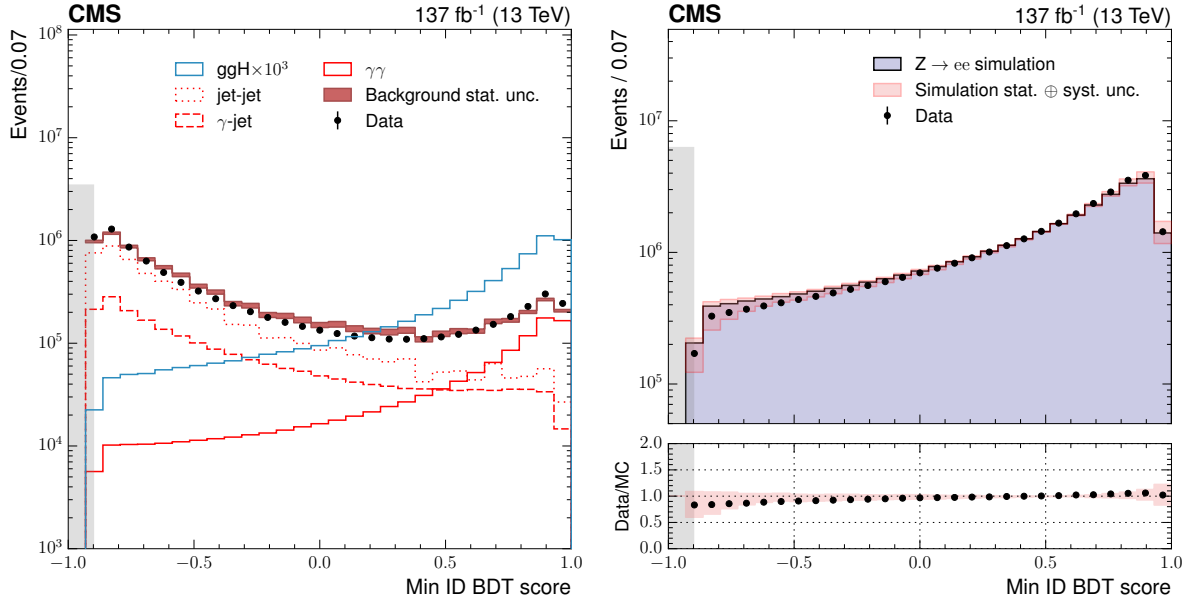 CMS 137 fb⁻¹ (13 TeV)
Events/0.07
10⁸
10⁷
10⁶
10⁵
10⁴
10³
ggH×10³ γγ
jet-jet Background stat. unc.
γ-jet Data
−1.0 −0.5 0.0 0.5 1.0
Min ID BDT score
CMS 137 fb⁻¹ (13 TeV)
Events / 0.07
10⁷
10⁶
10⁵
Z → ee simulation
Simulation stat. ⊕ syst. unc.
Data
Data/MC
2.0
1.5
1.0
0.5
0.0
−1.0 −0.5 0.0 0.5 1.0
Min ID BDT score